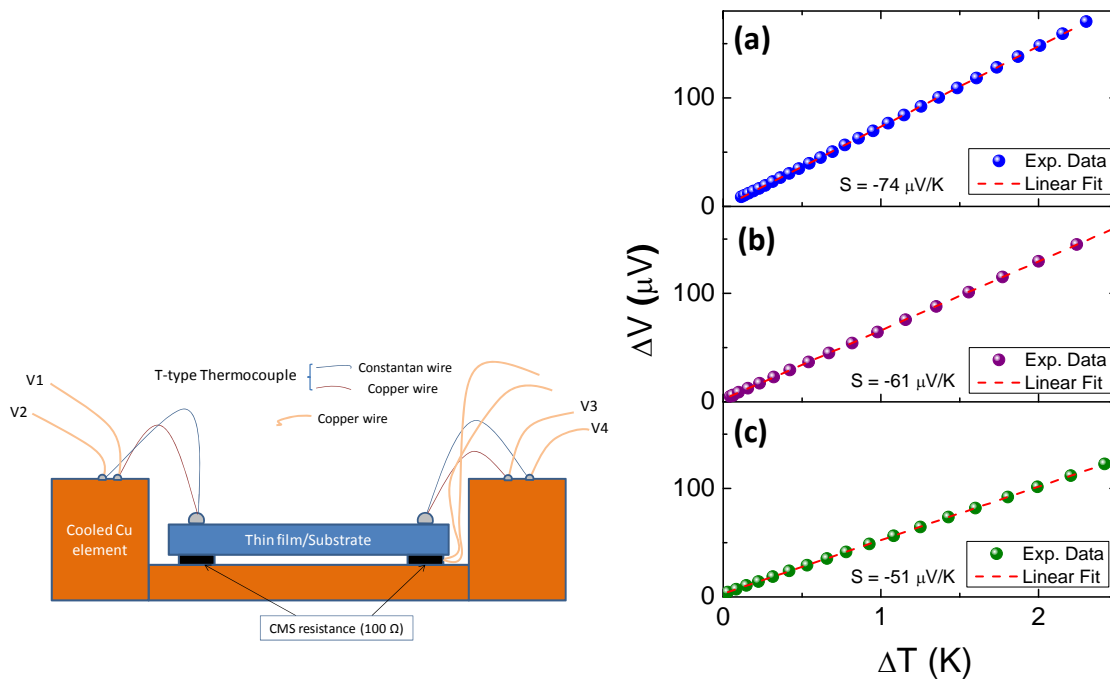 V1
V2
T-type Thermocouple
Constantan wire
Copper wire
Copper wire
V3
V4
Cooled Cu
element
Thin film/Substrate
CMS resistance (100 Ω)
ΔV (μV)
(a)
100
0
S = -74 μV/K
Exp. Data
Linear Fit
(b)
100
0
S = -61 μV/K
Exp. Data
Linear Fit
(c)
100
0
S = -51 μV/K
Exp. Data
Linear Fit
0 1 2
ΔT (K)